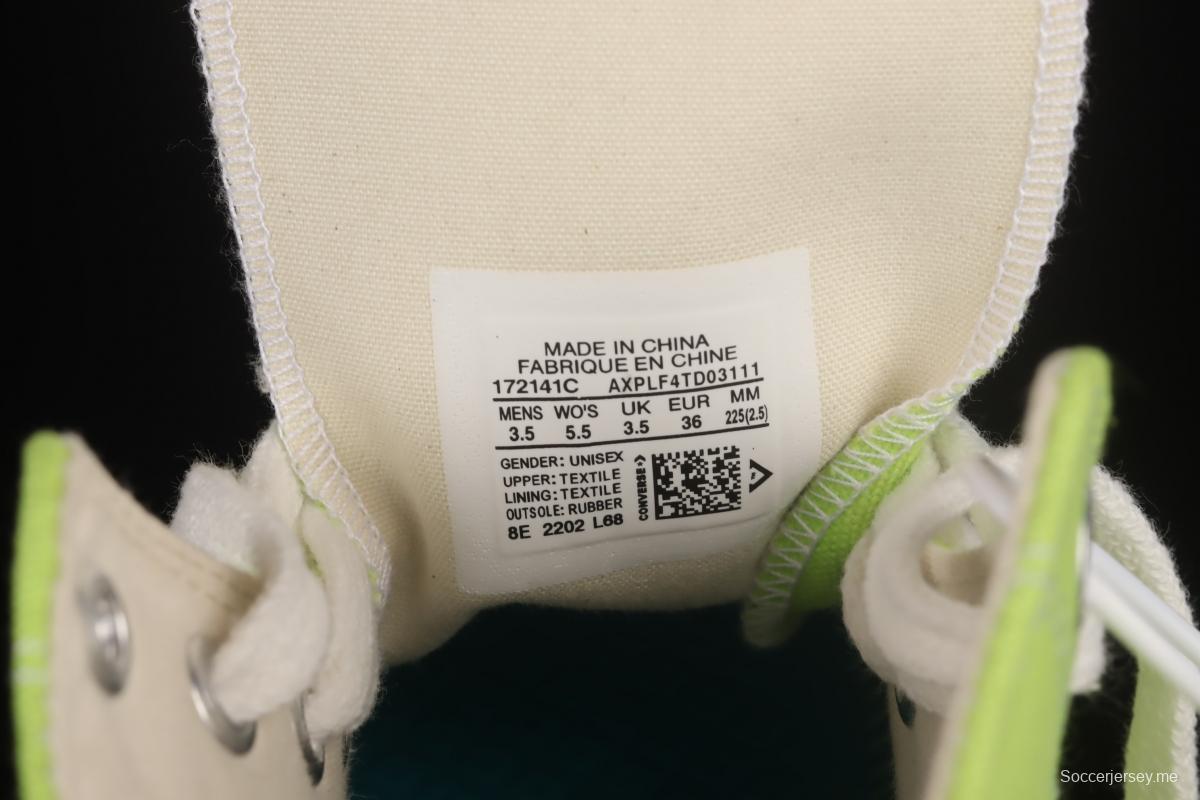 MADE IN CHINA
FABRIQUE EN CHINE
172141C AXPLF4TD03111
MENS WO'S UK EUR MM
3.5 5.5 3.5 36 225(2.5)
GENDER: UNISEX
UPPER: TEXTILE
LINING: TEXTILE
OUTSOLE: RUBBER
8E 2202 L68
CONVERSE
Soccerjersey.me